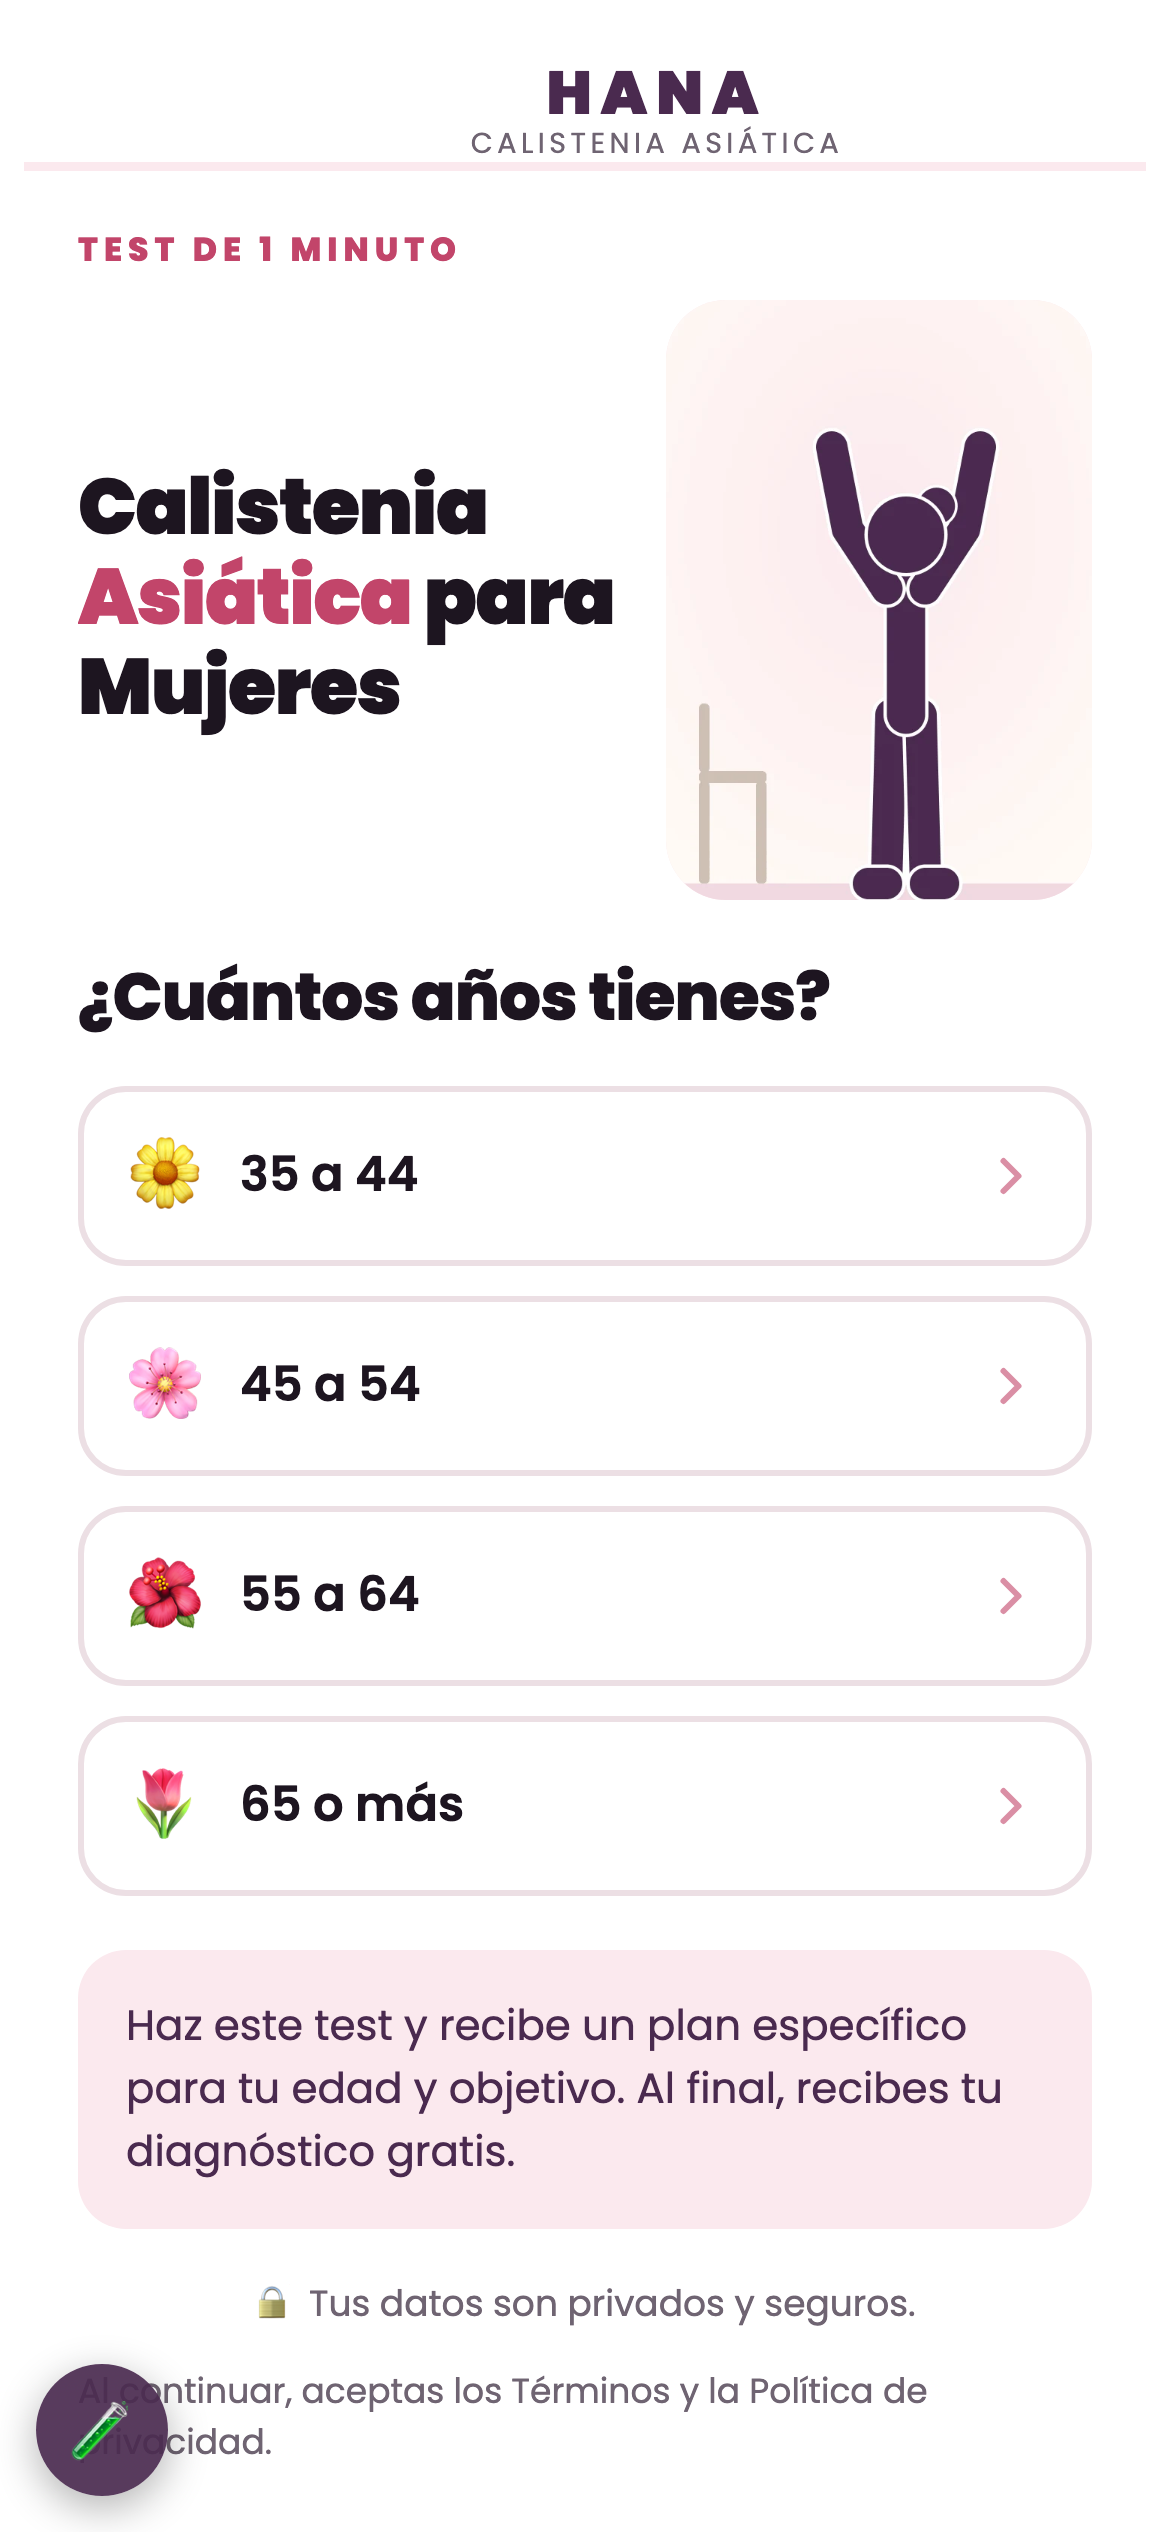 HANA
CALISTENIA ASIÁTICA
TEST DE 1 MINUTO
Calistenia
Asiática para
Mujeres
¿Cuántos años tienes?
35 a 44
45 a 54
55 a 64
65 o más
Haz este test y recibe un plan específico
para tu edad y objetivo. Al final, recibes tu
diagnóstico gratis.
Tus datos son privados y seguros.
Al continuar, aceptas los Términos y la Política de
privacidad.